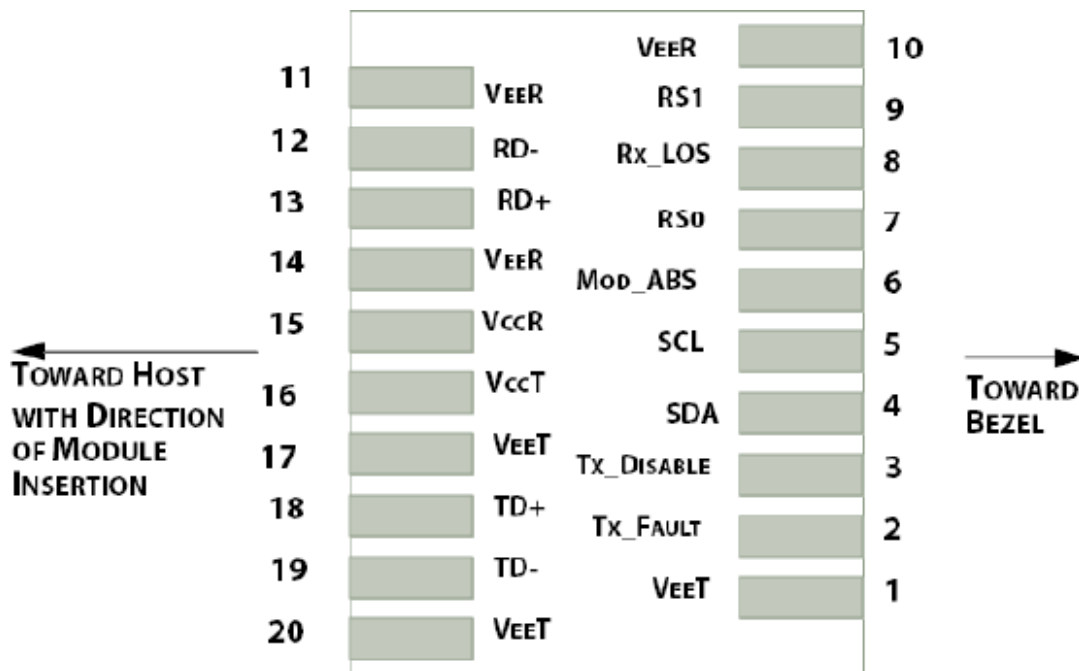 11 VEER
12 RD-
13 RD+
14 VEER
15 VCCR
16 VCCT
17 VEET
18 TD+
19 TD-
20 VEET
TOWARD HOST
WITH DIRECTION
OF MODULE
INSERTION
VEER 10
RS1 9
RX_LOS 8
RS0 7
MOD_ABS 6
SCL 5
SDA 4
TX_DISABLE 3
TX_FAULT 2
VEET 1
TOWARD
BEZEL